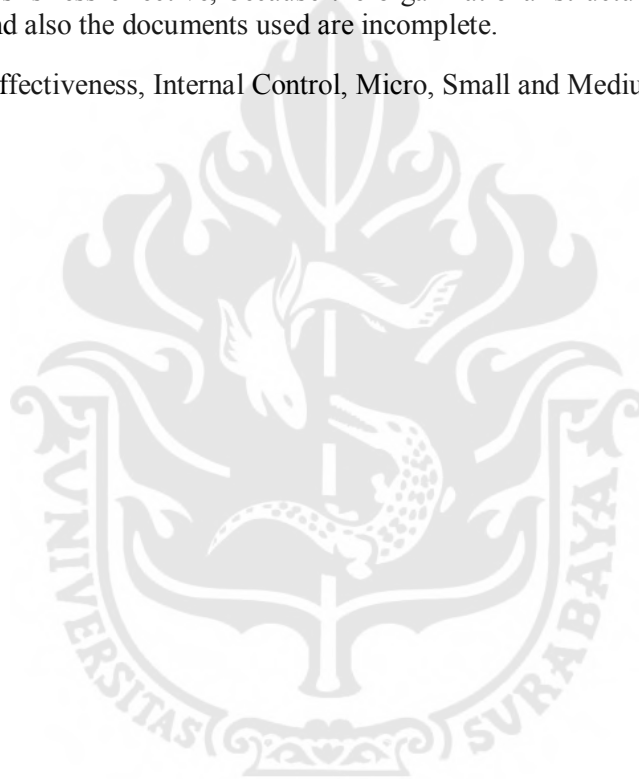 nd also the documents used are incomplete.
ffectiveness, Internal Control, Micro, Small and Mediu
UNIVERSITAS SURABAYA